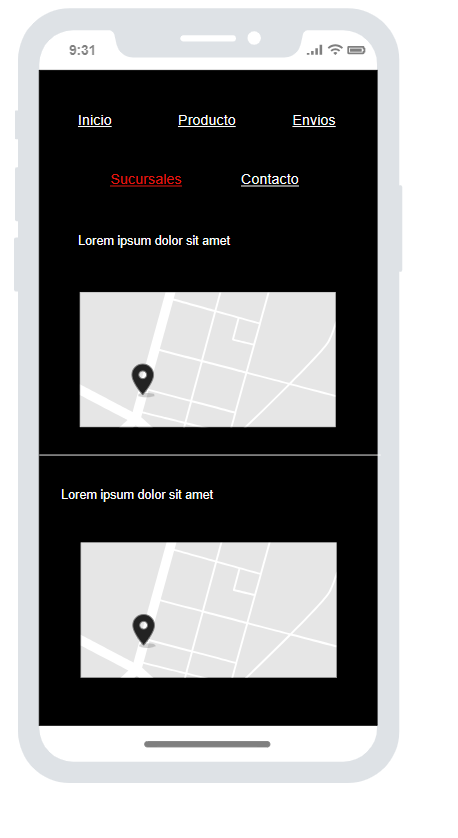 9:31
Inicio Producto Envios
Sucursales Contacto
Lorem ipsum dolor sit amet
Lorem ipsum dolor sit amet